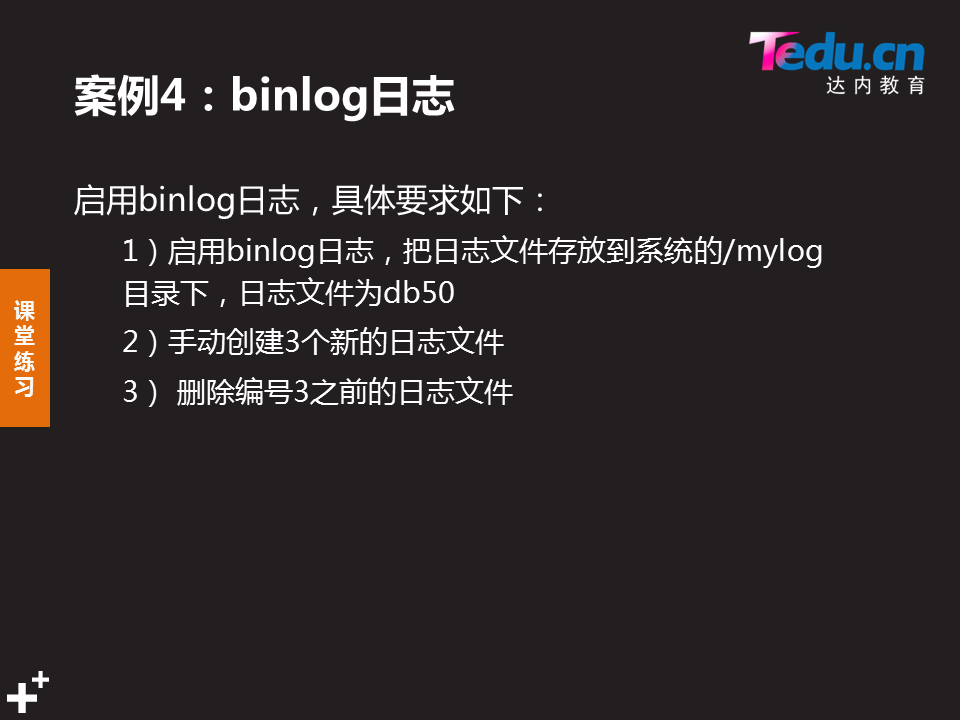 Tedu.cn
达内教育
案例4：binlog日志
启用binlog日志，具体要求如下：
1）启用binlog日志，把日志文件存放到系统的/mylog
目录下，日志文件为db50
2）手动创建3个新的日志文件
3） 删除编号3之前的日志文件
课堂练习